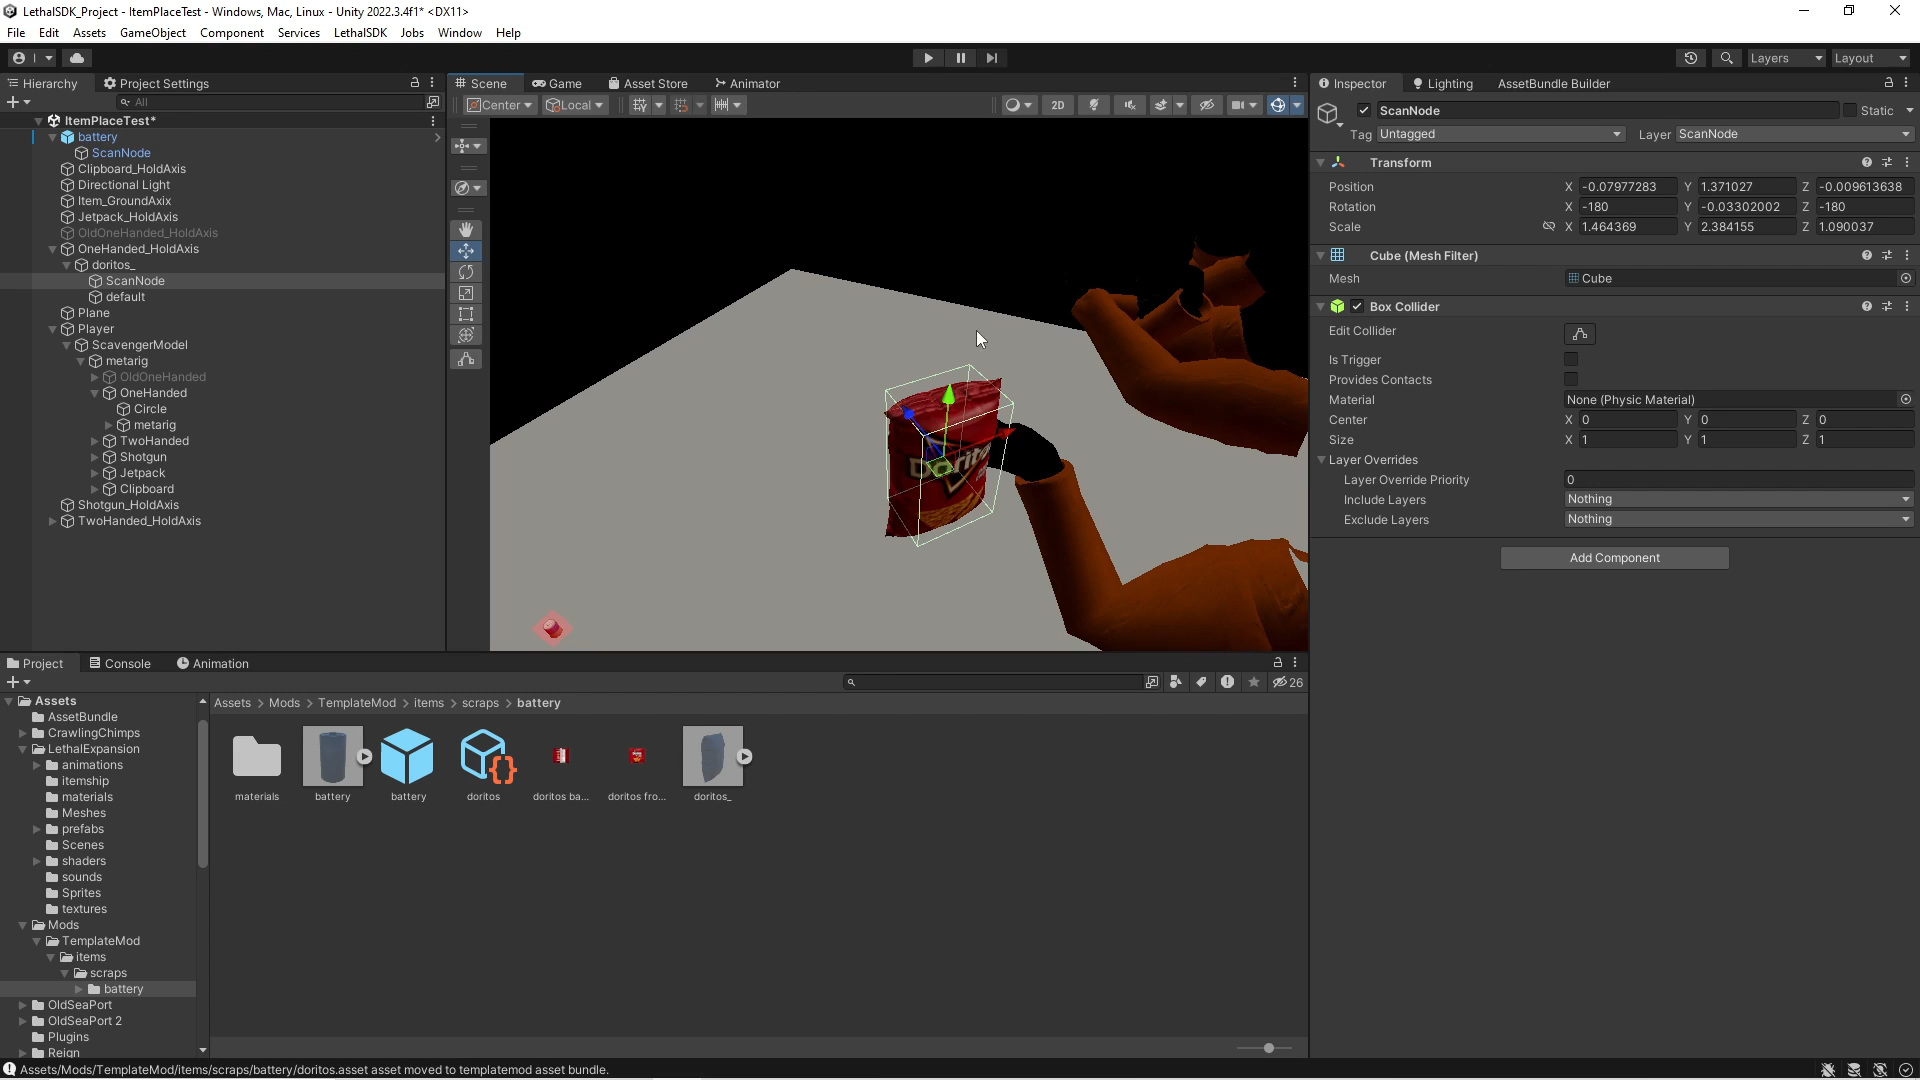 LethalSDK_Project - ItemPlaceTest - Windows, Mac, Linux - Unity 2022.3.4f1* <DX11>
File Edit Assets GameObject Component Services LethalSDK Jobs Window Help
Layers Layout
Hierarchy Project Settings
All
ItemPlaceTest*
battery
ScanNode
Clipboard_HoldAxis
Directional Light
Item_GroundAxix
Jetpack_HoldAxis
OldOneHanded_HoldAxis
OneHanded_HoldAxis
doritos_
ScanNode
default
Plane
Player
ScavengerModel
metarig
OldOneHanded
OneHanded
Circle
metarig
TwoHanded
Shotgun
Jetpack
Clipboard
Shotgun_HoldAxis
TwoHanded_HoldAxis
Scene Game Asset Store Animator
Center Local 2D
Inspector Lighting AssetBundle Builder
ScanNode Static
Tag Untagged Layer ScanNode
Transform
Position X -0.07977283 Y 1.371027 Z -0.009613638
Rotation X -180 Y -0.03302002 Z -180
Scale X 1.464369 Y 2.384155 Z 1.090037
Cube (Mesh Filter)
Mesh Cube
Box Collider
Edit Collider
Is Trigger
Provides Contacts
Material None (Physic Material)
Center X 0 Y 0 Z 0
Size X 1 Y 1 Z 1
Layer Overrides
Layer Override Priority 0
Include Layers Nothing
Exclude Layers Nothing
Add Component
Project Console Animation
26
Assets
AssetBundle
CrawlingChimps
LethalExpansion
animations
itemship
materials
Meshes
prefabs
Scenes
shaders
sounds
Sprites
textures
Mods
TemplateMod
items
scraps
battery
OldSeaPort
OldSeaPort 2
Plugins
Reign
Assets > Mods > TemplateMod > items > scraps > battery
materials battery battery doritos doritos ba... doritos fro... doritos_
Assets/Mods/TemplateMod/items/scraps/battery/doritos.asset asset moved to templatemod asset bundle.